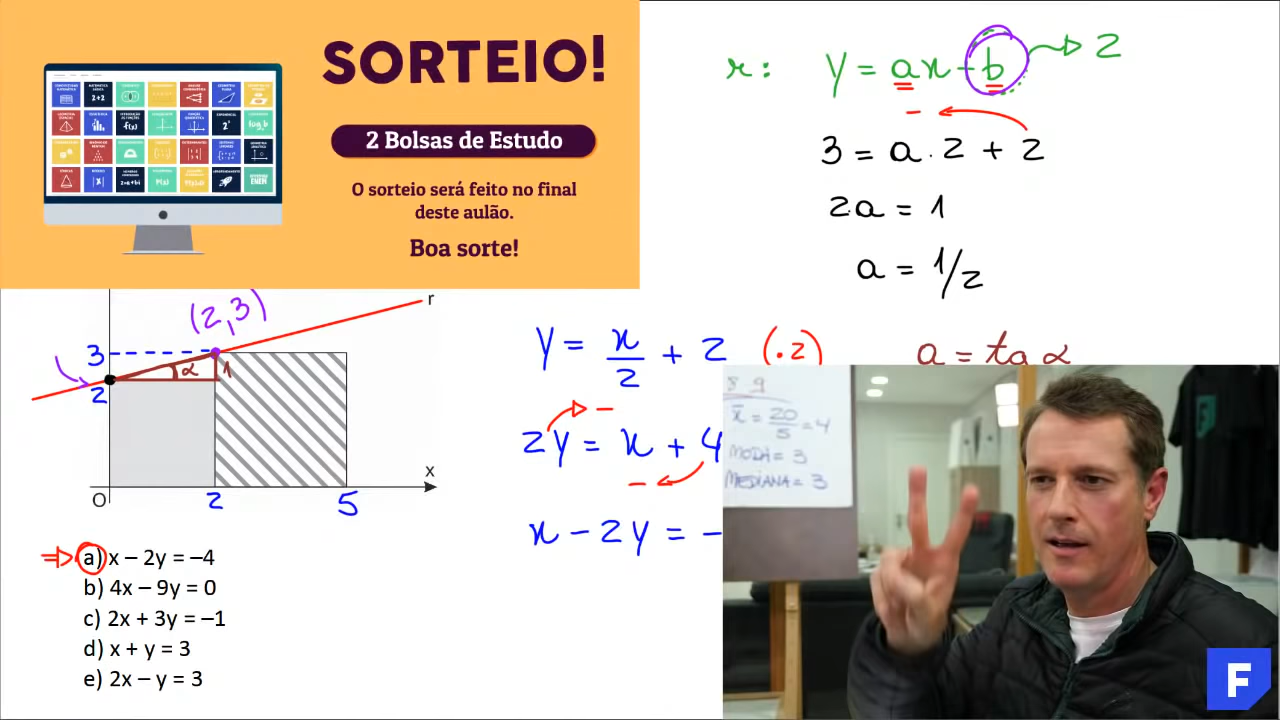 SORTEIO!
2 Bolsas de Estudo
O sorteio será feito no final
deste aulão.
Boa sorte!
r: y = ax - b → 2
-
3 = a . 2 + 2
2a = 1
a = 1/2
(2,3)
r
3
α
1
2
x
O
2
5
y = x/2 + 2 (.2)
-
2y = x + 4
-
x - 2y = -
a = tg α
8 9
x̄ = 20/5 = 4
MODA = 3
MEDIANA = 3
⇒ a) x – 2y = –4
b) 4x – 9y = 0
c) 2x + 3y = –1
d) x + y = 3
e) 2x – y = 3
F